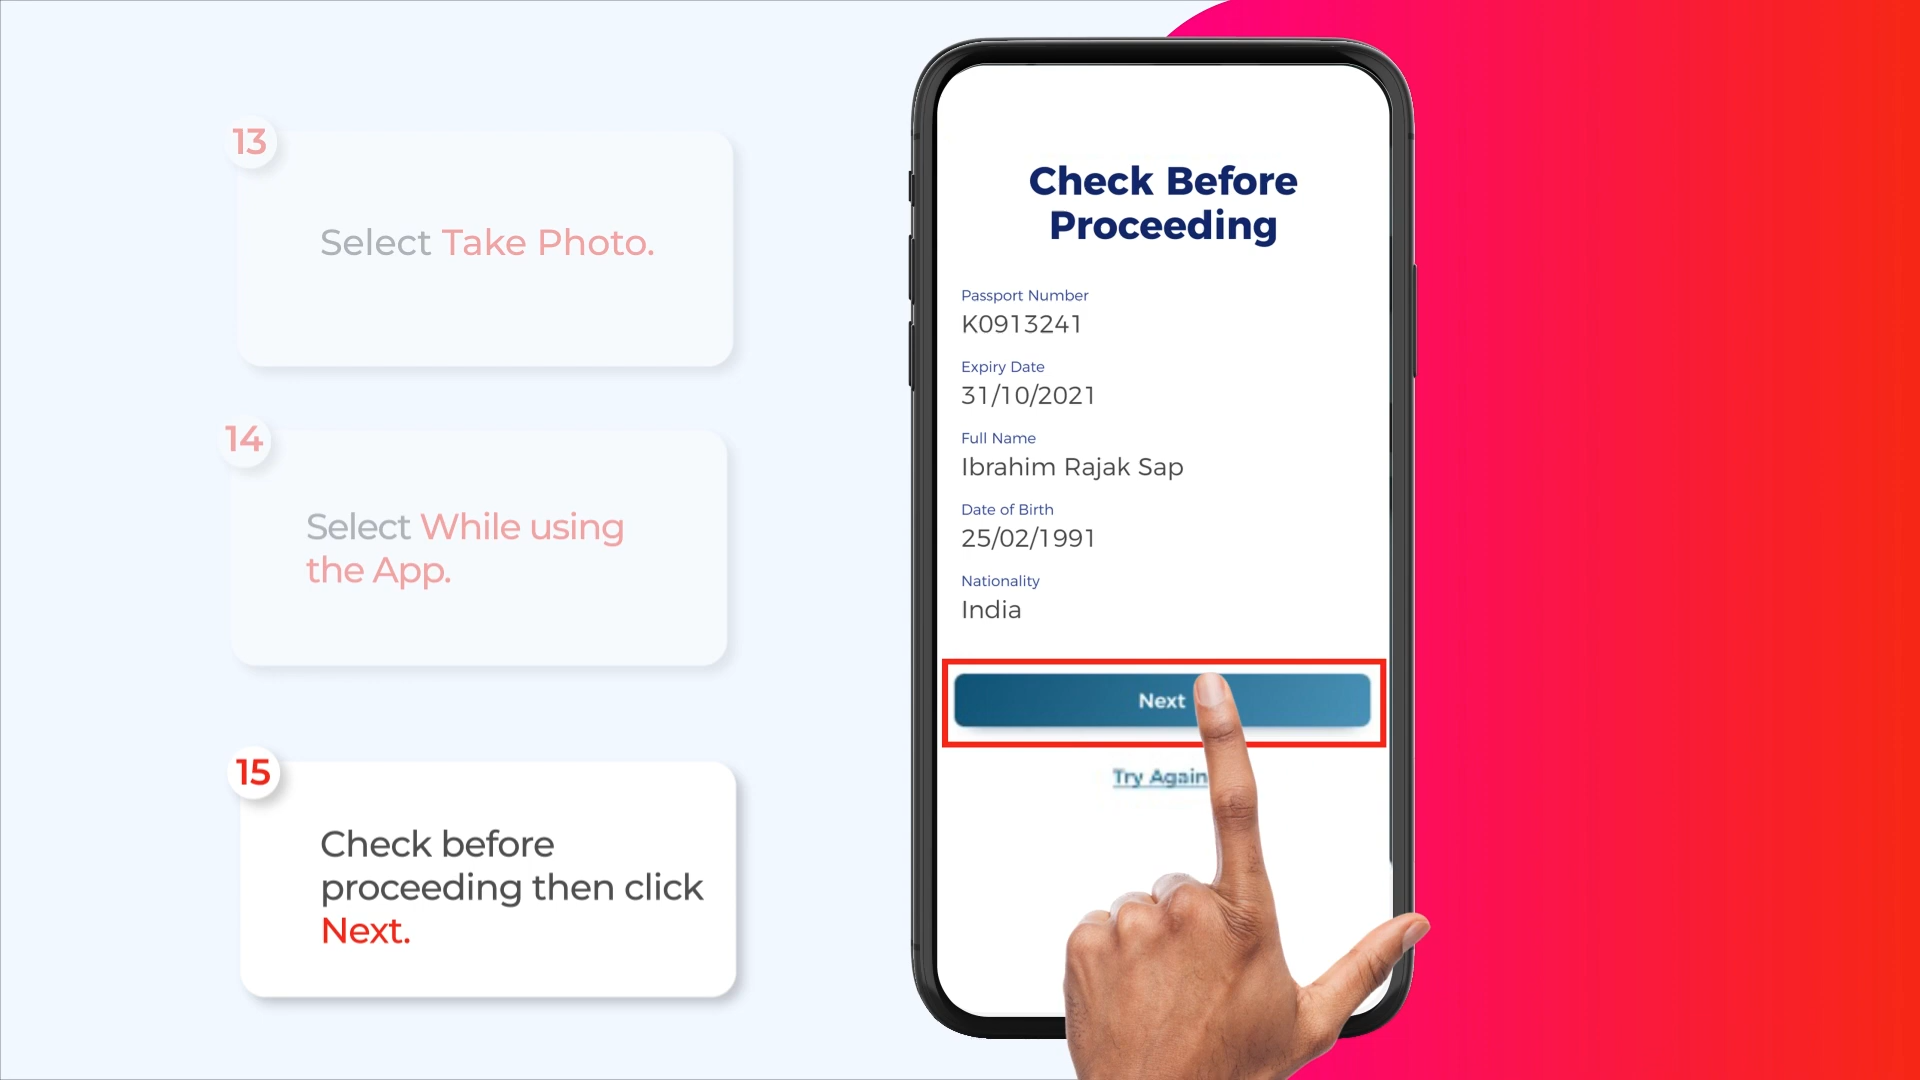 13
Select Take Photo.
14
Select While using
the App.
15
Check before
proceeding then click
Next.
Check Before
Proceeding
Passport Number
K0913241
Expiry Date
31/10/2021
Full Name
Ibrahim Rajak Sap
Date of Birth
25/02/1991
Nationality
India
Next
Try Again